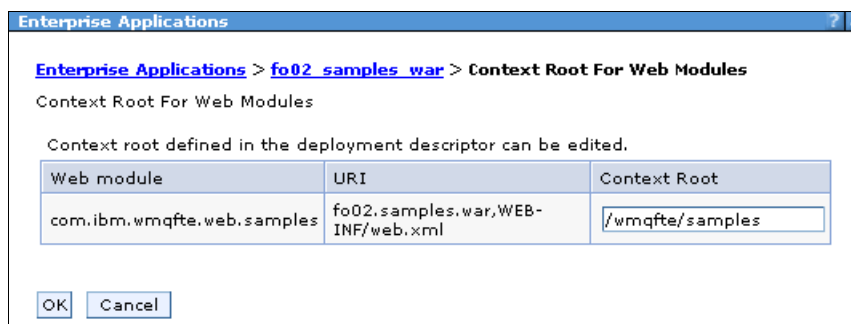 Enterprise Applications ?
Enterprise Applications > fo02_samples_war > Context Root For Web Modules
Context Root For Web Modules
Context root defined in the deployment descriptor can be edited.
Web module URI Context Root
com.ibm.wmqfte.web.samples fo02.samples.war,WEB-INF/web.xml /wmqfte/samples
OK Cancel